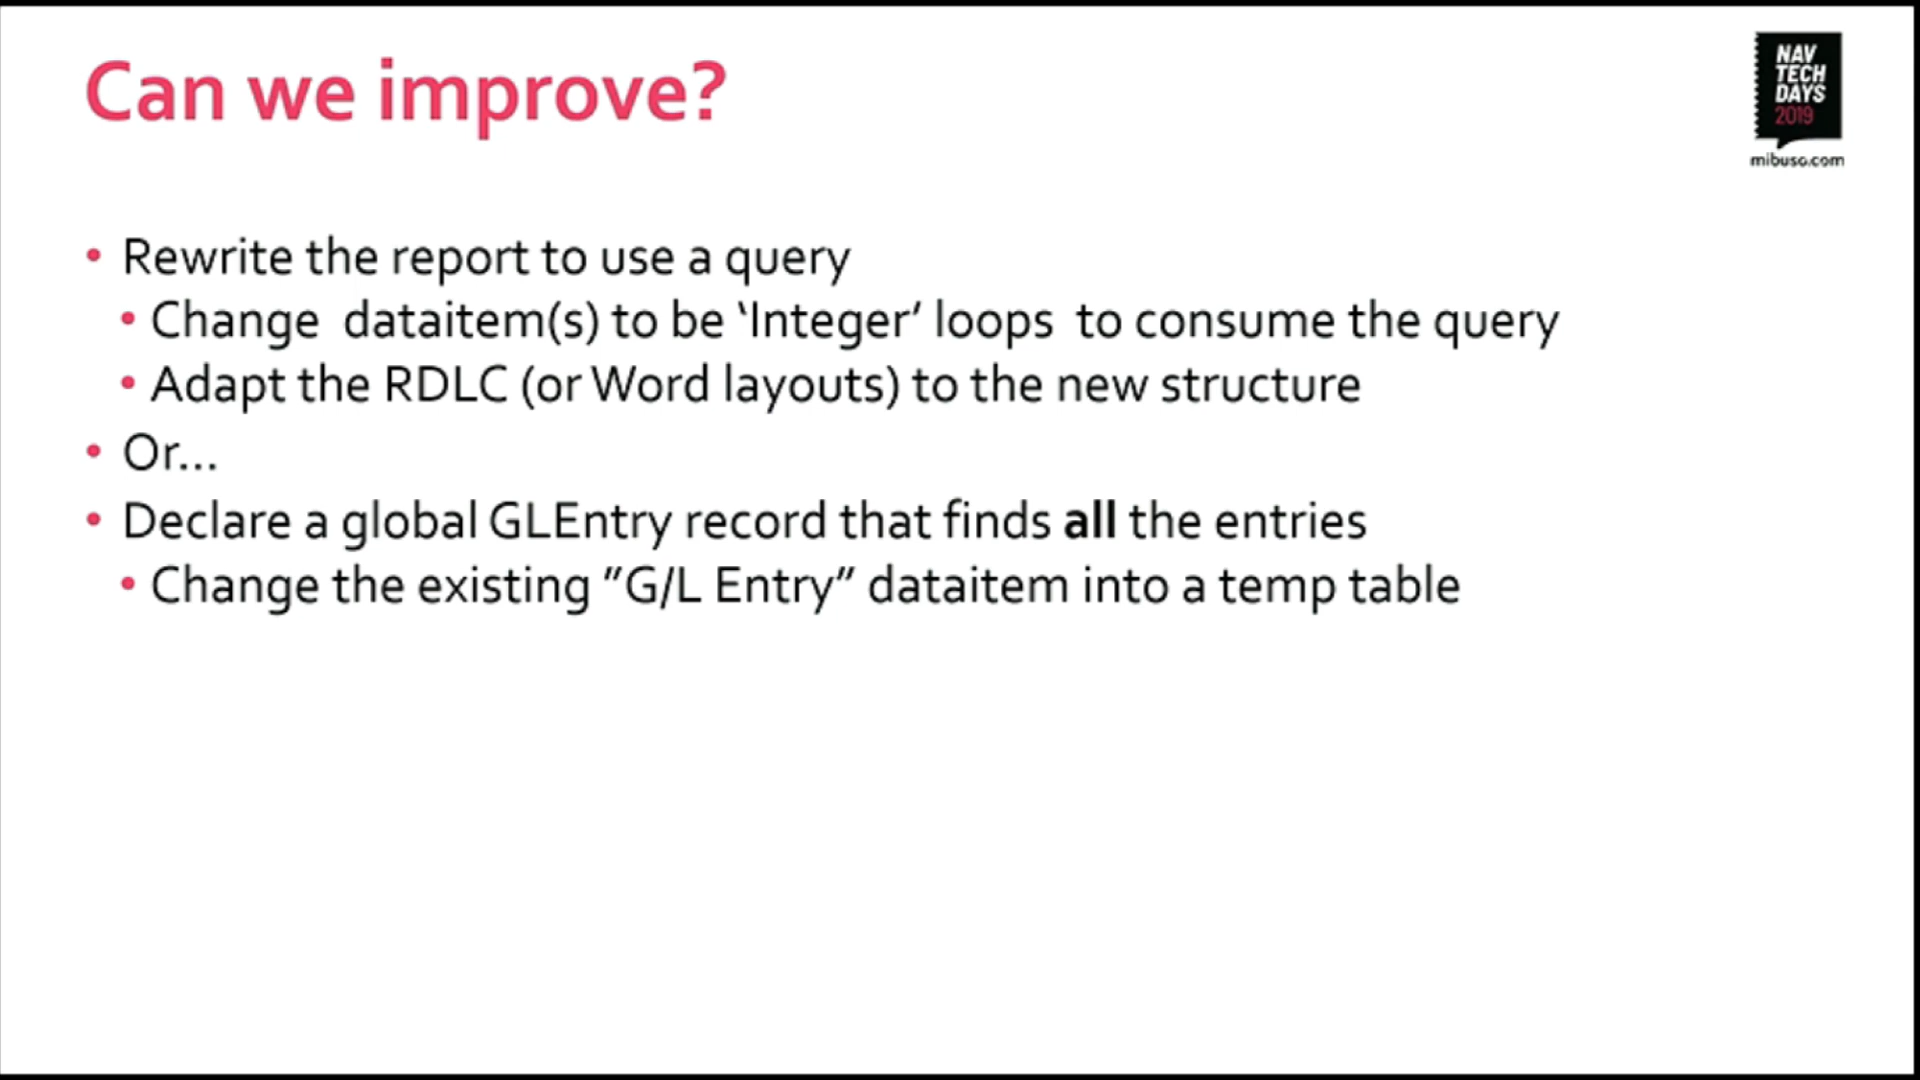 Can we improve?
NAV
TECH
DAYS
2019
mibuso.com
• Rewrite the report to use a query
• Change dataitem(s) to be ‘Integer’ loops to consume the query
• Adapt the RDLC (or Word layouts) to the new structure
• Or...
• Declare a global GLEntry record that finds all the entries
• Change the existing ”G/L Entry” dataitem into a temp table